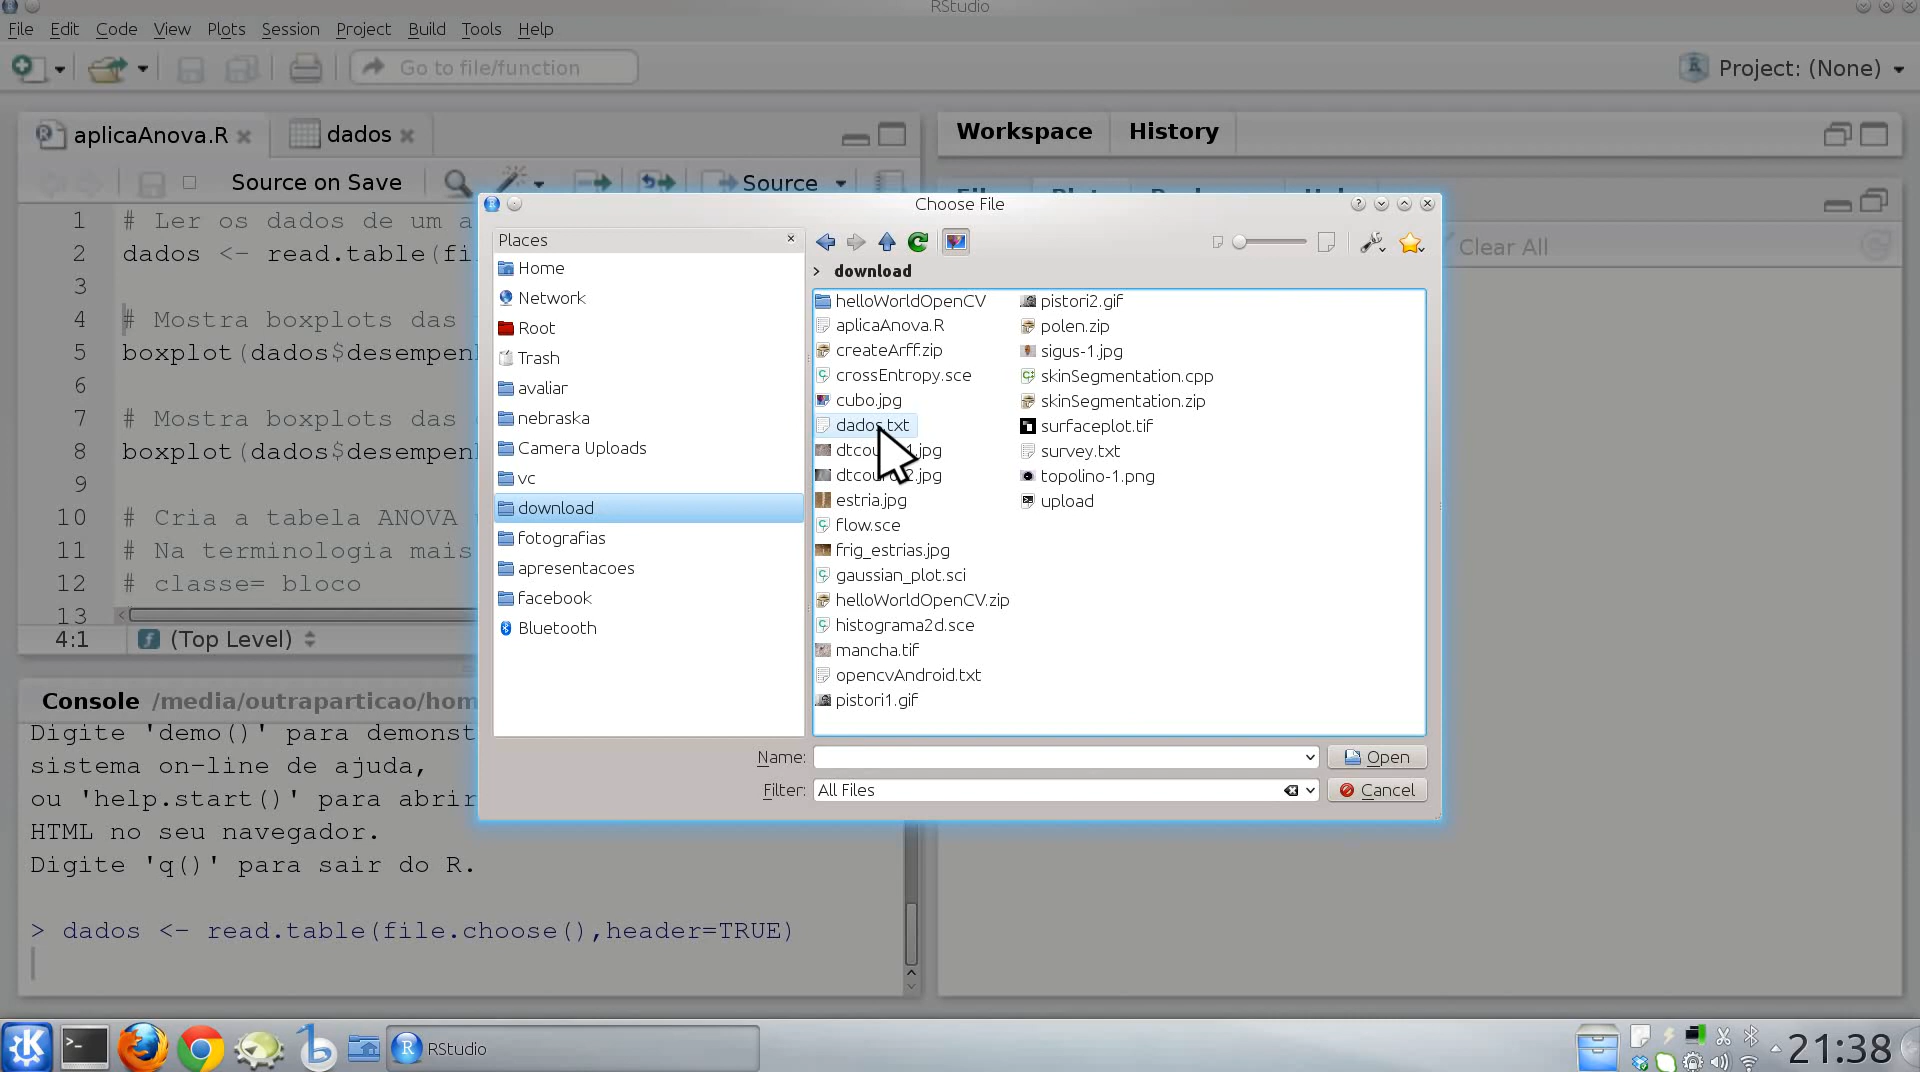 RStudio
File Edit Code View Plots Session Project Build Tools Help
Go to file/function
Project: (None)
aplicaAnova.R
dados
Workspace
History
Source on Save
Source
Clear All
1 # Ler os dados de um a
2 dados <- read.table(fi
3
4 # Mostra boxplots das
5 boxplot(dados$desempen
6
7 # Mostra boxplots das
8 boxplot(dados$desempen
9
10 # Cria a tabela ANOVA
11 # Na terminologia mais
12 # classe= bloco
13
4:1 (Top Level)
Console /media/outraparticao/hom
Digite 'demo()' para demonst
sistema on-line de ajuda,
ou 'help.start()' para abrir
HTML no seu navegador.
Digite 'q()' para sair do R.
> dados <- read.table(file.choose(),header=TRUE)
Choose File
Places
Home
Network
Root
Trash
avaliar
nebraska
Camera Uploads
vc
download
fotografias
apresentacoes
facebook
Bluetooth
> download
helloWorldOpenCV
aplicaAnova.R
createArff.zip
crossEntropy.sce
cubo.jpg
dados.txt
estria.jpg
flow.sce
frig_estrias.jpg
gaussian_plot.sci
helloWorldOpenCV.zip
histograma2d.sce
mancha.tif
opencvAndroid.txt
pistori1.gif
pistori2.gif
polen.zip
sigus-1.jpg
skinSegmentation.cpp
skinSegmentation.zip
surfaceplot.tif
survey.txt
topolino-1.png
upload
Name:
Open
Filter: All Files
Cancel
RStudio
21:38